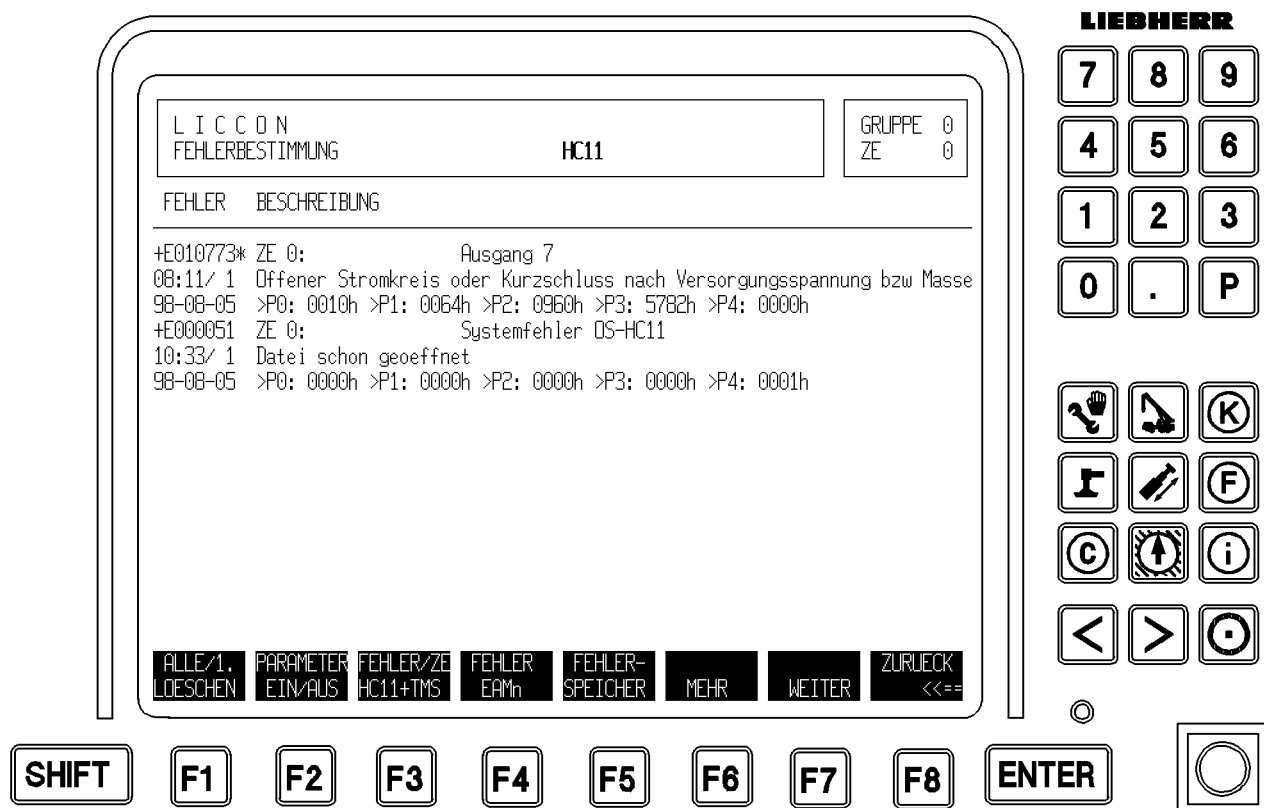 LIEBHERR
L I C C O N
FEHLERBESTIMMUNG HC11
GRUPPE 0
ZE 0
FEHLER BESCHREIBUNG
+E010773* ZE 0: Ausgang 7
08:11/ 1 Offener Stromkreis oder Kurzschluss nach Versorgungsspannung bzw Masse
98-08-05 >P0: 0010h >P1: 0064h >P2: 0960h >P3: 5782h >P4: 0000h
+E000051 ZE 0: Systemfehler OS-HC11
10:33/ 1 Datei schon geoeffnet
98-08-05 >P0: 0000h >P1: 0000h >P2: 0000h >P3: 0000h >P4: 0001h
ALLE/1. PARAMETER FEHLER/ZE FEHLER FEHLER- ZURUECK
LOESCHEN EIN/AUS HC11+TMS EAMn SPEICHER MEHR WEITER <<==
7 8 9
4 5 6
1 2 3
0 . P
K
F
C i
< >
SHIFT F1 F2 F3 F4 F5 F6 F7 F8 ENTER